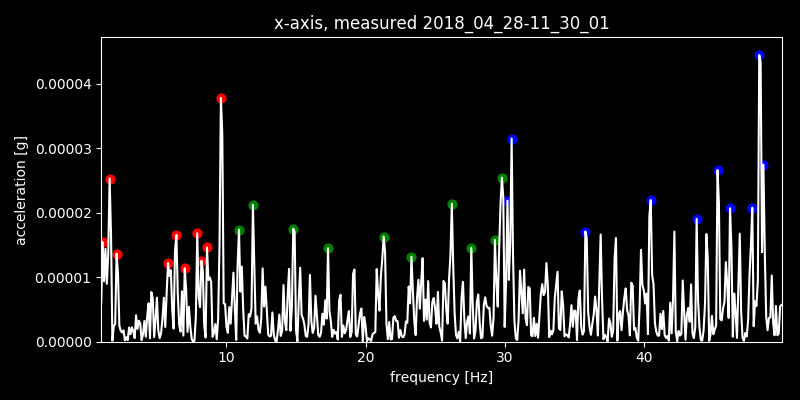 x-axis, measured 2018_04_28-11_30_01
0.00004
0.00003
0.00002
0.00001
0.00000
acceleration [g]
10 20 30 40
frequency [Hz]